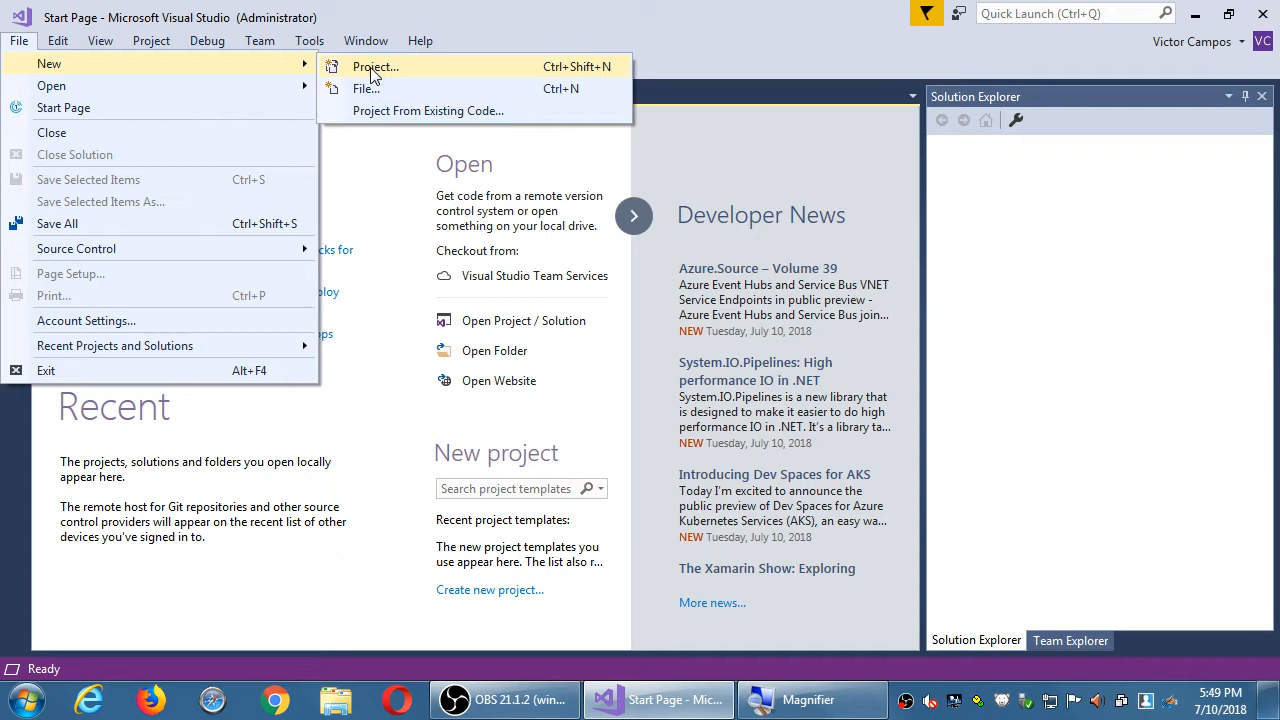 Start Page - Microsoft Visual Studio (Administrator)
Quick Launch (Ctrl+Q)
File Edit View Project Debug Team Tools Window Help
Victor Campos VC
New
Open
Start Page
Close
Close Solution
Save Selected Items Ctrl+S
Save Selected Items As...
Save All Ctrl+Shift+S
Source Control
Page Setup...
Print... Ctrl+P
Account Settings...
Recent Projects and Solutions
Exit Alt+F4
Project... Ctrl+Shift+N
File... Ctrl+N
Project From Existing Code...
cks for
ploy
pps
Recent
The projects, solutions and folders you open locally
appear here.
The remote host for Git repositories and other source
control providers will appear on the recent list of other
devices you've signed in to.
Open
Get code from a remote version
control system or open
something on your local drive.
Checkout from:
Visual Studio Team Services
Open Project / Solution
Open Folder
Open Website
New project
Search project templates
Recent project templates:
The new project templates you
use appear here. The list also r...
Create new project...
Developer News
Azure.Source – Volume 39
Azure Event Hubs and Service Bus VNET
Service Endpoints in public preview -
Azure Event Hubs and Service Bus join...
NEW Tuesday, July 10, 2018
System.IO.Pipelines: High
performance IO in .NET
System.IO.Pipelines is a new library that
is designed to make it easier to do high
performance IO in .NET. It's a library ta...
NEW Tuesday, July 10, 2018
Introducing Dev Spaces for AKS
Today I'm excited to announce the
public preview of Dev Spaces for Azure
Kubernetes Services (AKS), an easy wa...
NEW Tuesday, July 10, 2018
The Xamarin Show: Exploring
More news...
Solution Explorer
Solution Explorer Team Explorer
Ready
OBS 21.1.2 (win...
Start Page - Mic...
Magnifier
5:49 PM
7/10/2018